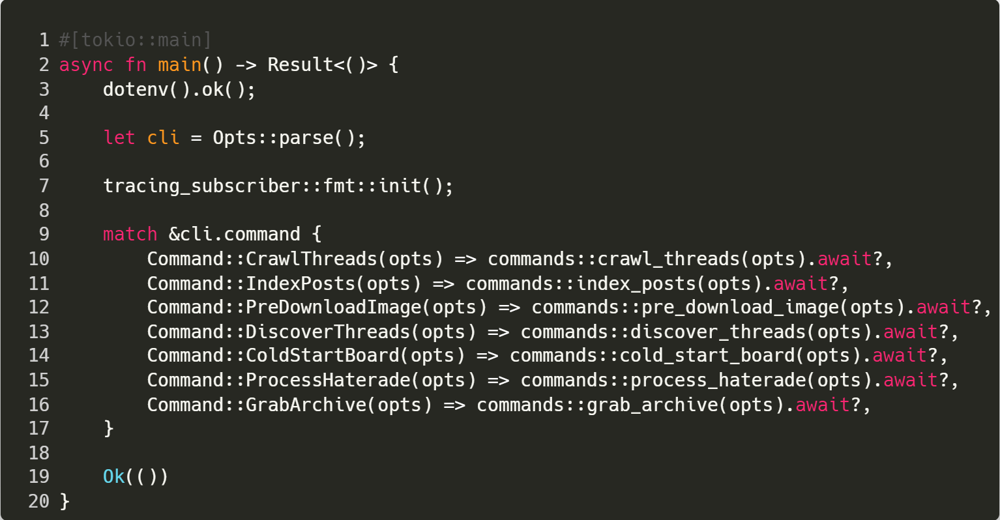 1 #[tokio::main]
2 async fn main() -> Result<()> {
3     dotenv().ok();
4
5     let cli = Opts::parse();
6
7     tracing_subscriber::fmt::init();
8
9     match &cli.command {
10         Command::CrawlThreads(opts) => commands::crawl_threads(opts).await?,
11         Command::IndexPosts(opts) => commands::index_posts(opts).await?,
12         Command::PreDownloadImage(opts) => commands::pre_download_image(opts).await?,
13         Command::DiscoverThreads(opts) => commands::discover_threads(opts).await?,
14         Command::ColdStartBoard(opts) => commands::cold_start_board(opts).await?,
15         Command::ProcessHaterade(opts) => commands::process_haterade(opts).await?,
16         Command::GrabArchive(opts) => commands::grab_archive(opts).await?,
17     }
18
19     Ok(())
20 }